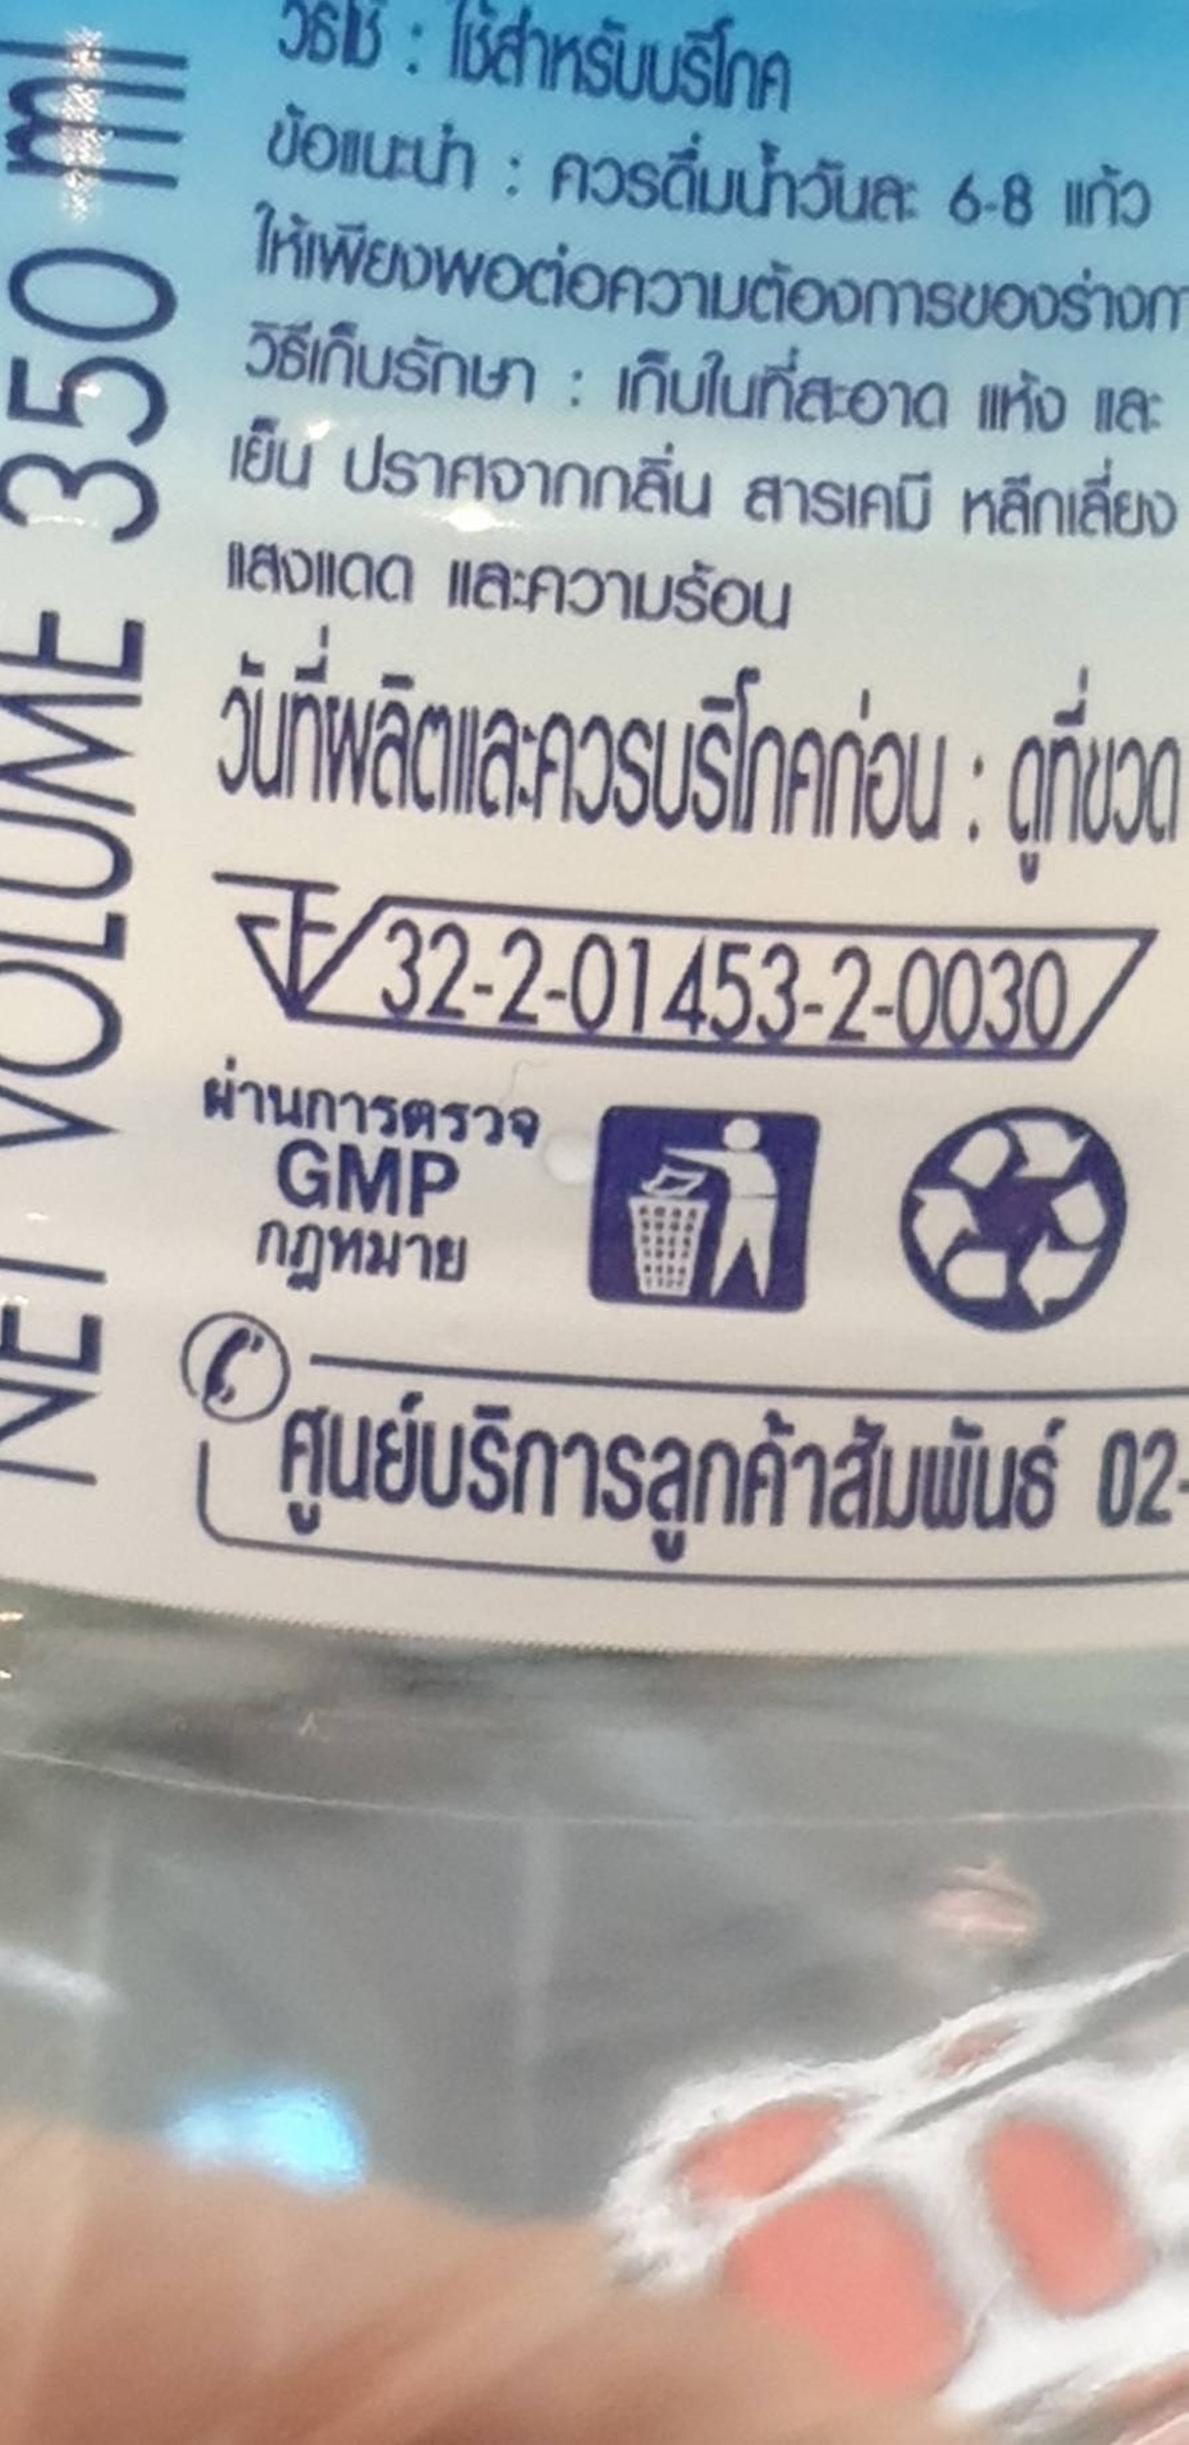 วิธีใช้ : ใช้สำหรับบริโภค
ข้อแนะนำ : ควรดื่มน้ำวันละ 6-8 แก้ว
ให้เพียงพอต่อความต้องการของร่างก
วิธีเก็บรักษา : เก็บในที่สะอาด แห้ง และ
เย็น ปราศจากกลิ่น สารเคมี หลีกเลี่ยง
แสงแดด และความร้อน
วันที่ผลิตและควรบริโภคก่อน : ดูที่ขวด
32-2-01453-2-0030
ผ่านการตรวจ
GMP
กฎหมาย
ศูนย์บริการลูกค้าสัมพันธ์ 02-
NET VOLUME 350 ml